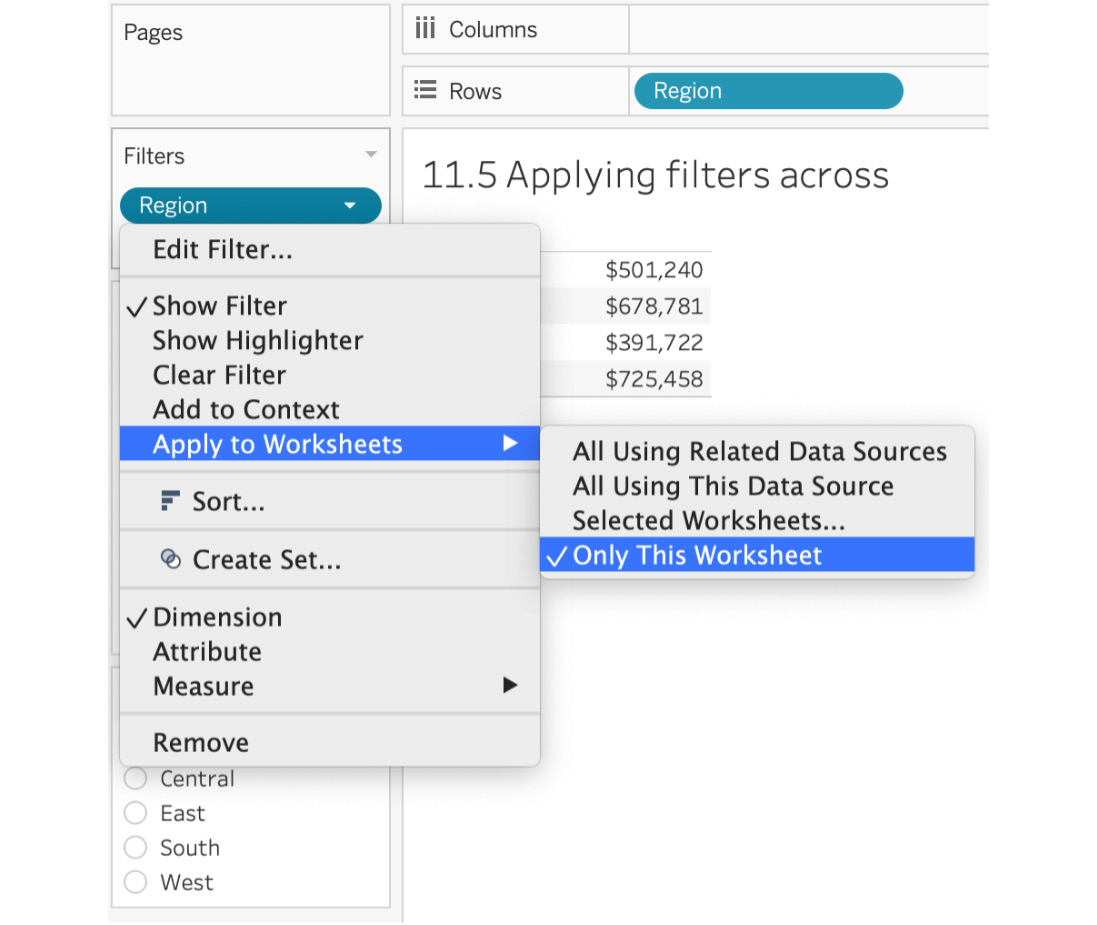 Pages
Columns
Rows
Region
Filters
Region
11.5 Applying filters across
Edit Filter...
Show Filter
Show Highlighter
Clear Filter
Add to Context
Apply to Worksheets
Sort...
Create Set...
Dimension
Attribute
Measure
Remove
$501,240
$678,781
$391,722
$725,458
All Using Related Data Sources
All Using This Data Source
Selected Worksheets...
Only This Worksheet
Central
East
South
West